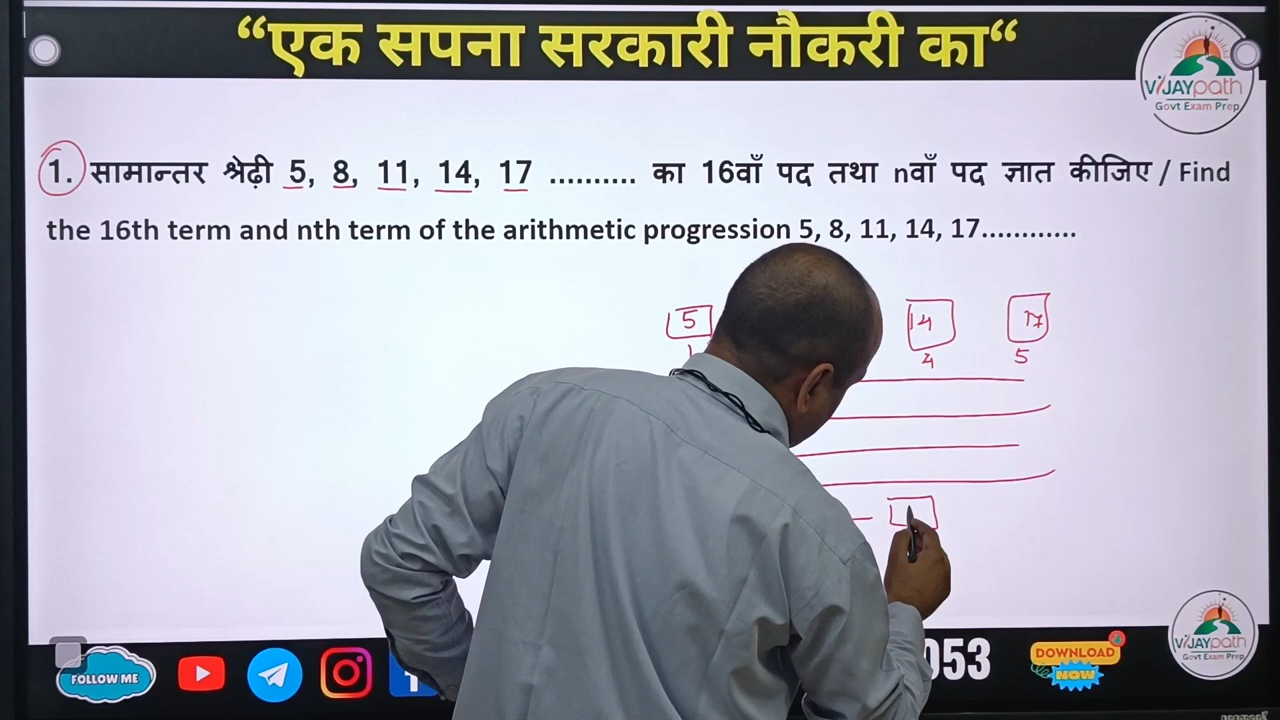 “एक सपना सरकारी नौकरी का“
VIJAYpath
Govt Exam Prep
1. सामान्तर श्रेढ़ी 5, 8, 11, 14, 17 .......... का 16वाँ पद तथा nवाँ पद ज्ञात कीजिए / Find
the 16th term and nth term of the arithmetic progression 5, 8, 11, 14, 17............
5 14 17
1 4 5
VIJAYpath
Govt Exam Prep
FOLLOW ME
053
DOWNLOAD
NOW